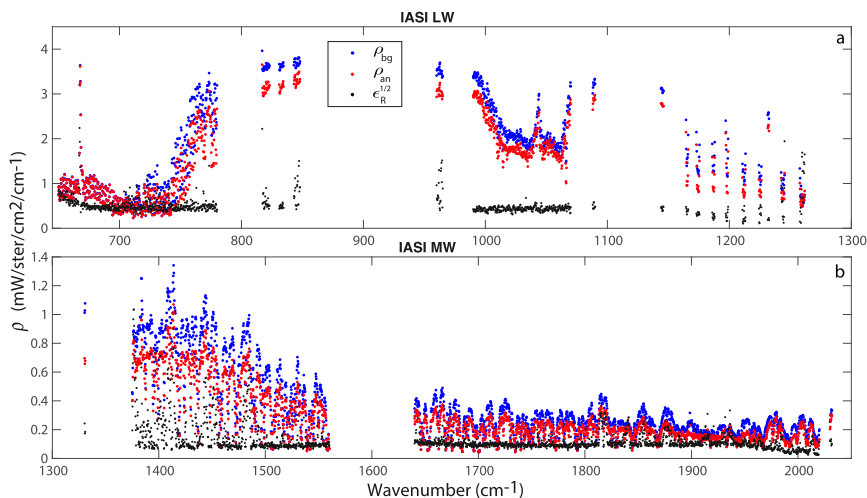 IASI LW
a
ρbg
ρan
ϵR1/2
4
3
2
1
0
700 800 900 1000 1100 1200 1300
IASI MW
b
1.4
1.2
1
0.8
0.6
0.4
0.2
0
ρ (mW/ster/cm2/cm-1)
1300 1400 1500 1600 1700 1800 1900 2000
Wavenumber (cm-1)